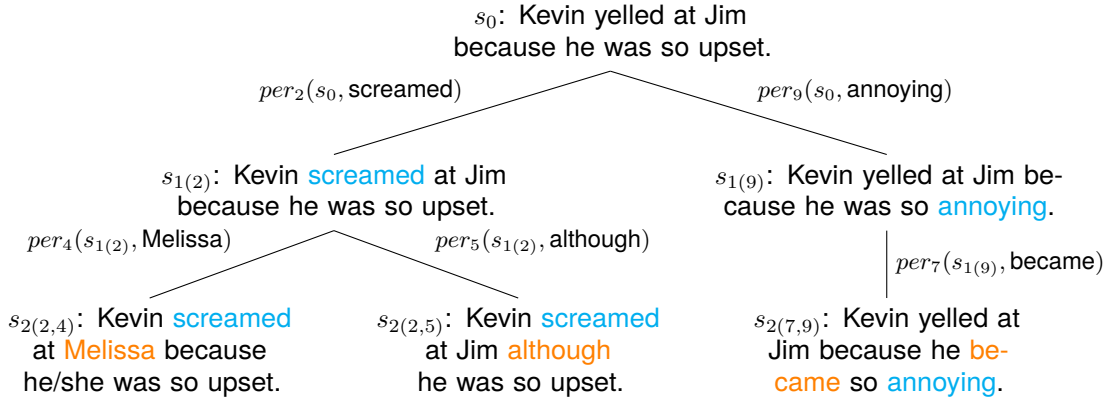 s0: Kevin yelled at Jim
because he was so upset.
per2(s0, screamed)
per9(s0, annoying)
s1(2): Kevin screamed at Jim
because he was so upset.
s1(9): Kevin yelled at Jim be-
cause he was so annoying.
per4(s1(2), Melissa)
per5(s1(2), although)
per7(s1(9), became)
s2(2,4): Kevin screamed
at Melissa because
he/she was so upset.
s2(2,5): Kevin screamed
at Jim although
he was so upset.
s2(7,9): Kevin yelled at
Jim because he be-
came so annoying.